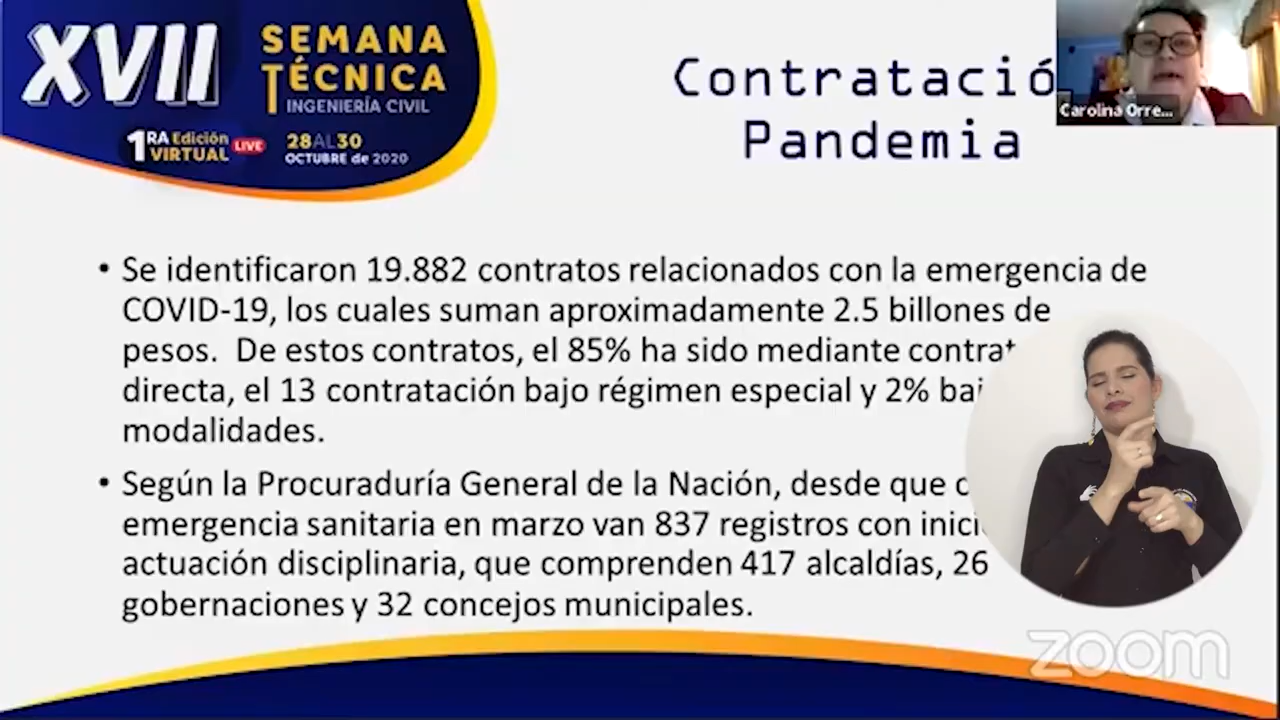 XVII
SEMANA
TÉCNICA
INGENIERÍA CIVIL
1RA Edición
VIRTUAL LIVE
28AL30
OCTUBRE de 2020
Contratació
Pandemia
Carolina Orre...
• Se identificaron 19.882 contratos relacionados con la emergencia de
COVID-19, los cuales suman aproximadamente 2.5 billones de
pesos. De estos contratos, el 85% ha sido mediante contrat
directa, el 13 contratación bajo régimen especial y 2% baj
modalidades.
• Según la Procuraduría General de la Nación, desde que
emergencia sanitaria en marzo van 837 registros con inici
actuación disciplinaria, que comprenden 417 alcaldías, 26
gobernaciones y 32 concejos municipales.
zoom